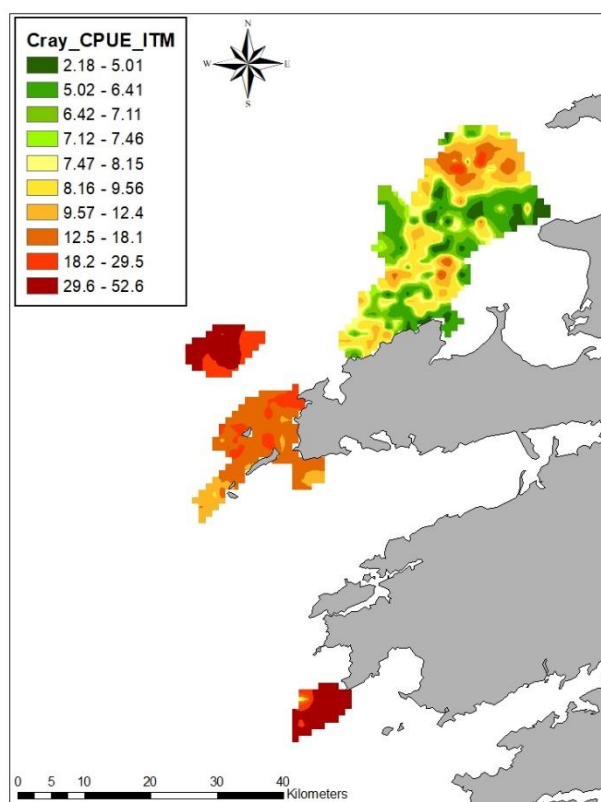 Cray_CPUE_ITM
2.18 - 5.01
5.02 - 6.41
6.42 - 7.11
7.12 - 7.46
7.47 - 8.15
8.16 - 9.56
9.57 - 12.4
12.5 - 18.1
18.2 - 29.5
29.6 - 52.6
N
W E
S
0 5 10 20 30 40
Kilometers